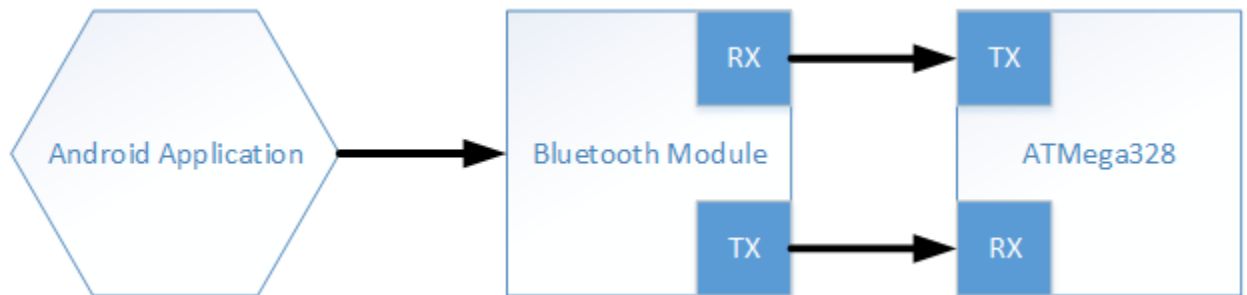 RX
TX
Android Application
Bluetooth Module
ATMega328
TX
RX